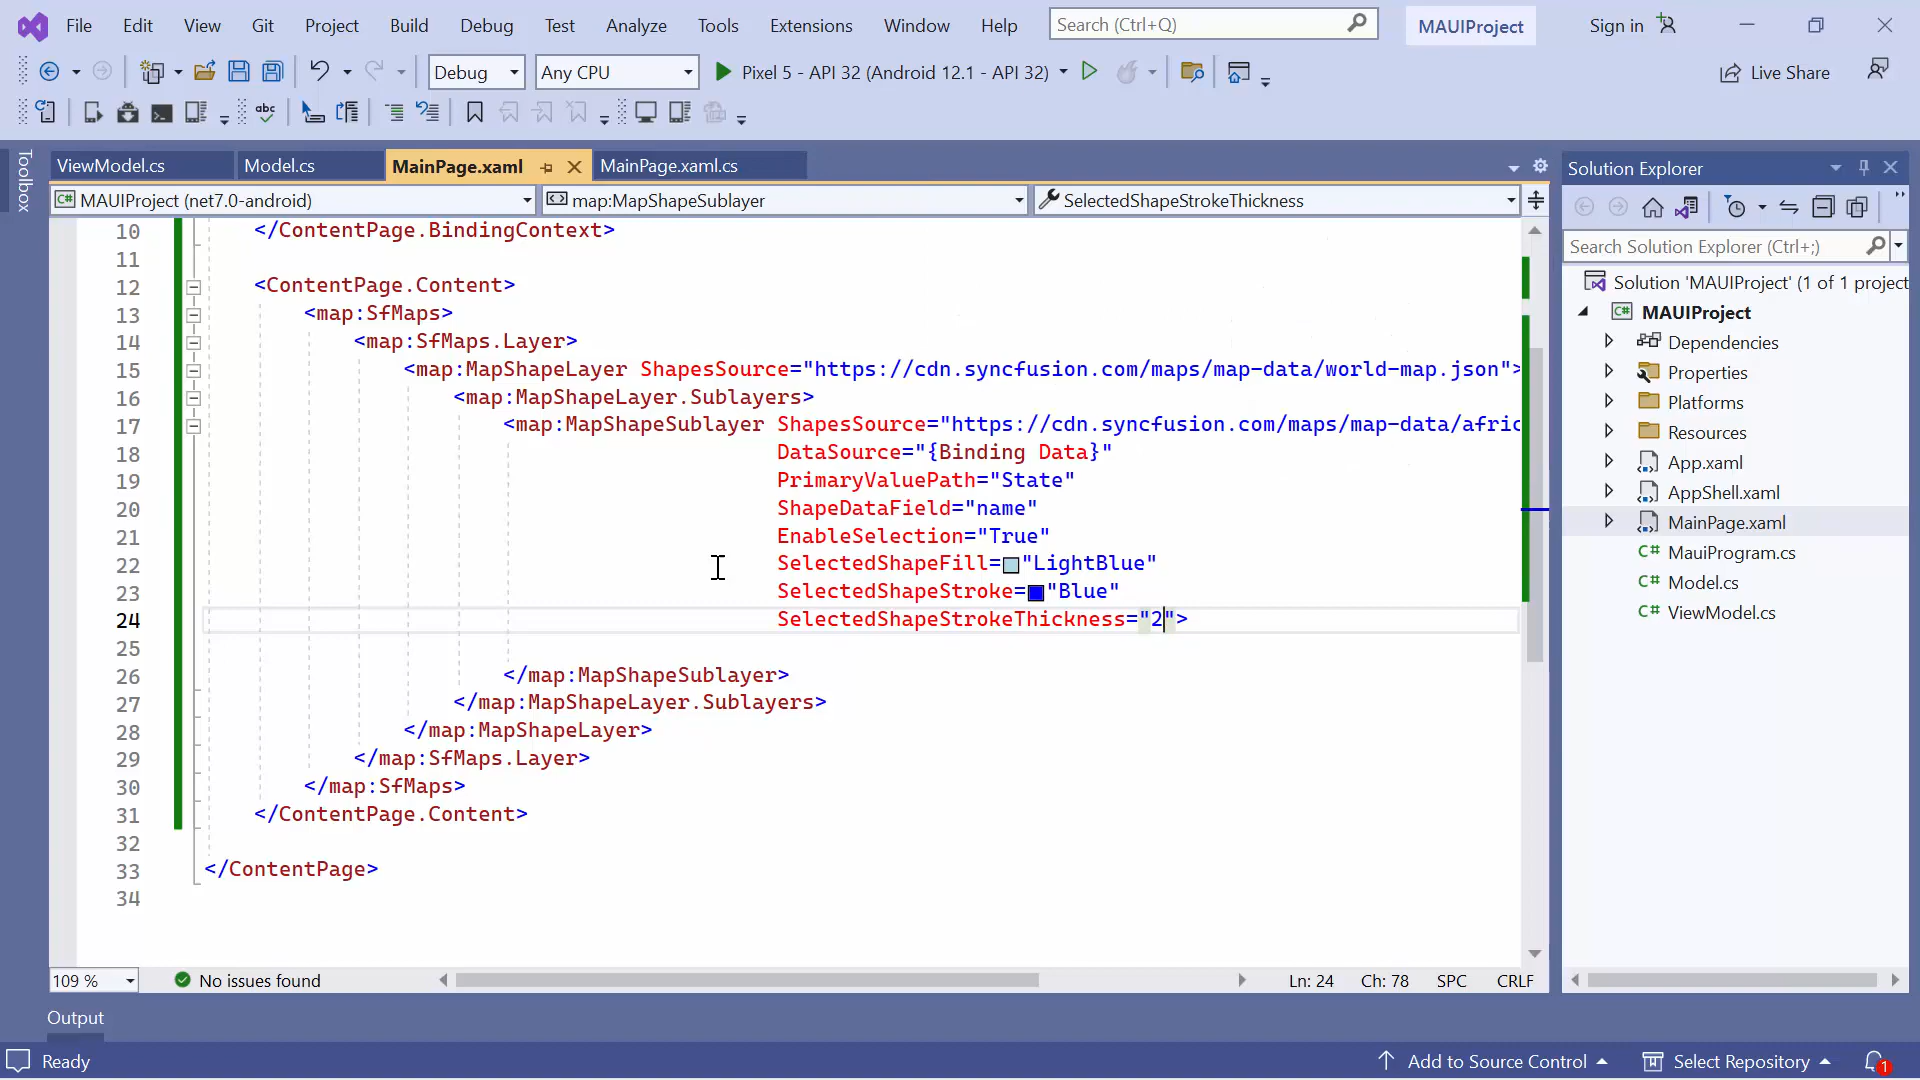 File Edit View Git Project Build Debug Test Analyze Tools Extensions Window Help Search (Ctrl+Q) MAUIProject Sign in
Debug Any CPU Pixel 5 - API 32 (Android 12.1 - API 32) Live Share
abc
Toolbox
ViewModel.cs Model.cs MainPage.xaml MainPage.xaml.cs
MAUIProject (net7.0-android) map:MapShapeSublayer SelectedShapeStrokeThickness
10 </ContentPage.BindingContext>
11
12 <ContentPage.Content>
13 <map:SfMaps>
14 <map:SfMaps.Layer>
15 <map:MapShapeLayer ShapesSource="https://cdn.syncfusion.com/maps/map-data/world-map.json">
16 <map:MapShapeLayer.Sublayers>
17 <map:MapShapeSublayer ShapesSource="https://cdn.syncfusion.com/maps/map-data/afric
18 DataSource="{Binding Data}"
19 PrimaryValuePath="State"
20 ShapeDataField="name"
21 EnableSelection="True"
22 SelectedShapeFill="LightBlue"
23 SelectedShapeStroke="Blue"
24 SelectedShapeStrokeThickness="2">
25
26 </map:MapShapeSublayer>
27 </map:MapShapeLayer.Sublayers>
28 </map:MapShapeLayer>
29 </map:SfMaps.Layer>
30 </map:SfMaps>
31 </ContentPage.Content>
32
33 </ContentPage>
34
109 % No issues found Ln: 24 Ch: 78 SPC CRLF
Solution Explorer
Search Solution Explorer (Ctrl+;)
Solution 'MAUIProject' (1 of 1 project
C# MAUIProject
Dependencies
Properties
Platforms
Resources
App.xaml
AppShell.xaml
MainPage.xaml
C# MauiProgram.cs
C# Model.cs
C# ViewModel.cs
Output
Ready Add to Source Control Select Repository 1